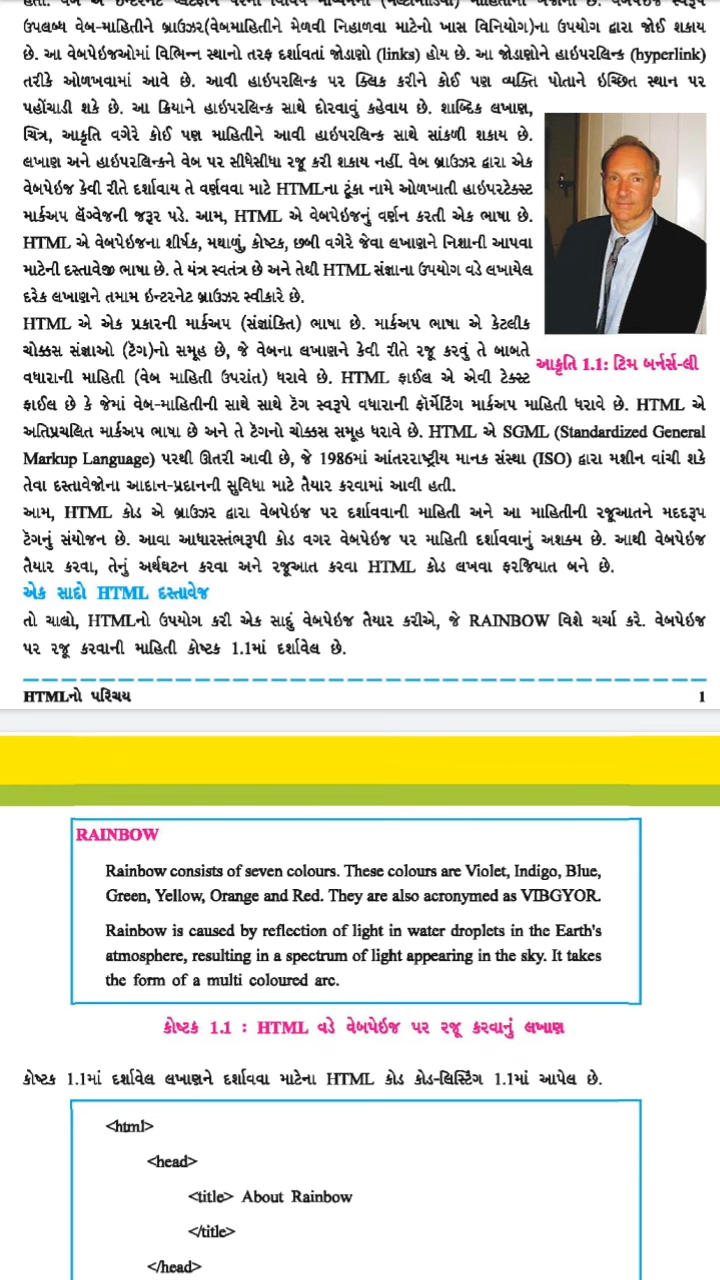 ઉપલબ્ધ વેબ-માહિતીને બ્રાઉઝર(વેબમાહિતીને મેળવી નિહાળવા માટેનો ખાસ વિનિયોગ)ના ઉપયોગ દ્વારા જોઈ શકાય
છે. આ વેબપેઇજઓમાં વિભિન્ન સ્થાનો તરફ દર્શાવતાં જોડાણો (links) હોય છે. આ જોડાણોને હાઇપરલિન્ક (hyperlink)
તરીકે ઓળખવામાં આવે છે. આવી હાઇપરલિન્ક પર ક્લિક કરીને કોઈ પણ વ્યક્તિ પોતાને ઇચ્છિત સ્થાન પર
પહોંચાડી શકે છે. આ ક્રિયાને હાઇપરલિન્ક સાથે દોરવાવું કહેવાય છે. શાબ્દિક લખાણ,
ચિત્ર, આકૃતિ વગેરે કોઈ પણ માહિતીને આવી હાઇપરલિન્ક સાથે સાંકળી શકાય છે.
લખાણ અને હાઇપરલિન્કને વેબ પર સીધેસીધા રજૂ કરી શકાય નહીં. વેબ બ્રાઉઝર દ્વારા એક
વેબપેઇજ કેવી રીતે દર્શાવાય તે વર્ણવવા માટે HTMLના ટૂંકા નામે ઓળખાતી હાઇપરટેક્સ્ટ
માર્કઅપ લૅંગ્વેજની જરૂર પડે. આમ, HTML એ વેબપેઇજનું વર્ણન કરતી એક ભાષા છે.
HTML એ વેબપેઇજના શીર્ષક, મથાળું, કોષ્ટક, છબી વગેરે જેવા લખાણને નિશાની આપવા
માટેની દસ્તાવેજી ભાષા છે. તે યંત્ર સ્વતંત્ર છે અને તેથી HTML સંજ્ઞાના ઉપયોગ વડે લખાયેલ
દરેક લખાણને તમામ ઇન્ટરનેટ બ્રાઉઝર સ્વીકારે છે.
HTML એ એક પ્રકારની માર્કઅપ (સંજ્ઞાંકિત) ભાષા છે. માર્કઅપ ભાષા એ કેટલીક
ચોક્કસ સંજ્ઞાઓ (ટૅગ)નો સમૂહ છે, જે વેબના લખાણને કેવી રીતે રજૂ કરવું તે બાબતે
આકૃતિ 1.1: ટિમ બર્નર્સ-લી
વધારાની માહિતી (વેબ માહિતી ઉપરાંત) ધરાવે છે. HTML ફાઈલ એ એવી ટેક્સ્ટ
ફાઈલ છે કે જેમાં વેબ-માહિતીની સાથે સાથે ટૅગ સ્વરૂપે વધારાની ફૉર્મેટિંગ માર્કઅપ માહિતી ધરાવે છે. HTML એ
અતિપ્રચલિત માર્કઅપ ભાષા છે અને તે ટૅગનો ચોક્કસ સમૂહ ધરાવે છે. HTML એ SGML (Standardized General
Markup Language) પરથી ઊતરી આવી છે, જે 1986માં આંતરરાષ્ટ્રીય માનક સંસ્થા (ISO) દ્વારા મશીન વાંચી શકે
તેવા દસ્તાવેજોના આદાન-પ્રદાનની સુવિધા માટે તૈયાર કરવામાં આવી હતી.
આમ, HTML કોડ એ બ્રાઉઝર દ્વારા વેબપેઇજ પર દર્શાવવાની માહિતી અને આ માહિતીની રજૂઆતને મદદરૂપ
ટૅગનું સંયોજન છે. આવા આધારસ્તંભરૂપી કોડ વગર વેબપેઇજ પર માહિતી દર્શાવવાનું અશક્ય છે. આથી વેબપેઇજ
તૈયાર કરવા, તેનું અર્થઘટન કરવા અને રજૂઆત કરવા HTML કોડ લખવા ફરજિયાત બને છે.
એક સાદો HTML દસ્તાવેજ
તો ચાલો, HTMLનો ઉપયોગ કરી એક સાદું વેબપેઇજ તૈયાર કરીએ, જે RAINBOW વિશે ચર્ચા કરે. વેબપેઇજ
પર રજૂ કરવાની માહિતી કોષ્ટક 1.1માં દર્શાવેલ છે.
HTMLનો પરિચય 1
RAINBOW
Rainbow consists of seven colours. These colours are Violet, Indigo, Blue,
Green, Yellow, Orange and Red. They are also acronymed as VIBGYOR.
Rainbow is caused by reflection of light in water droplets in the Earth's
atmosphere, resulting in a spectrum of light appearing in the sky. It takes
the form of a multi coloured arc.
કોષ્ટક 1.1 : HTML વડે વેબપેઇજ પર રજૂ કરવાનું લખાણ
કોષ્ટક 1.1માં દર્શાવેલ લખાણને દર્શાવવા માટેના HTML કોડ કોડ-લિસ્ટિંગ 1.1માં આપેલ છે.
<html>
<head>
<title> About Rainbow
</title>
</head>